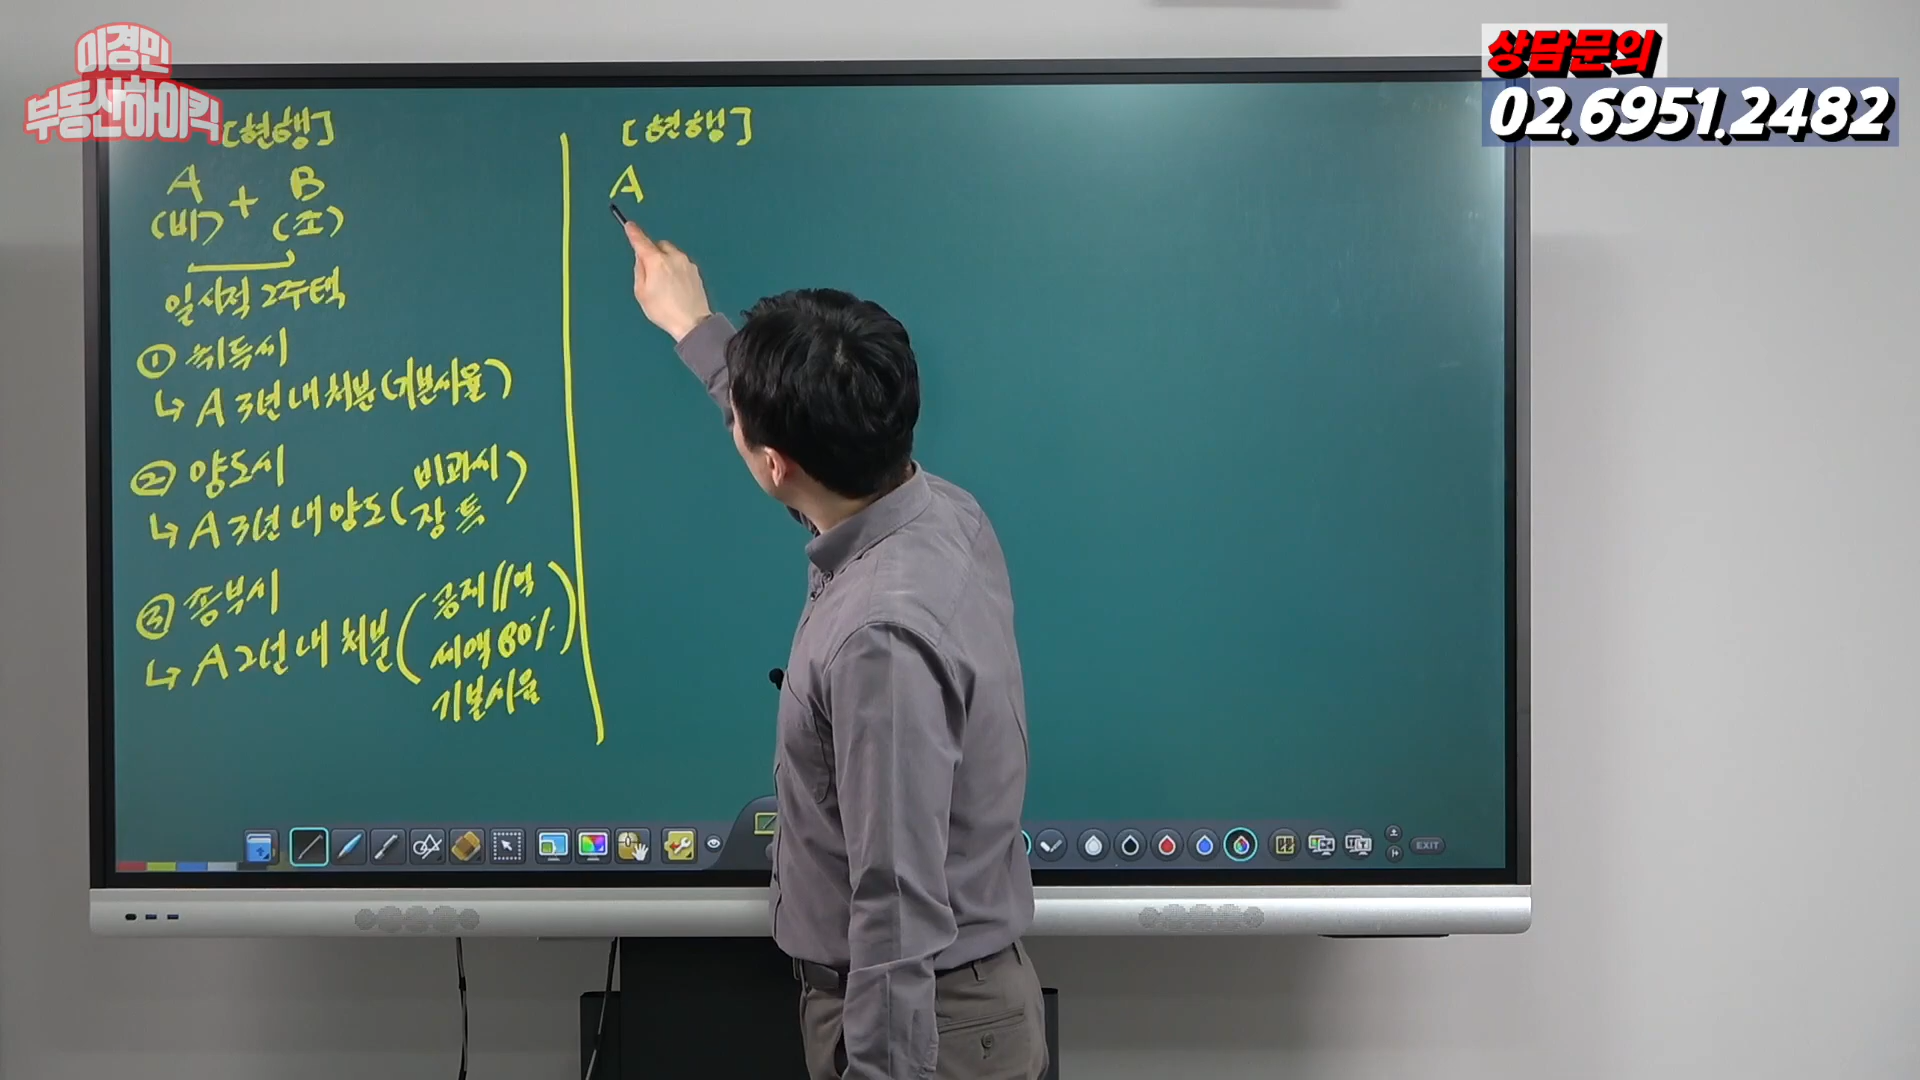 이경민
부동산하이킥
상담문의
02.6951.2482
[현행]
A + B
(비) (조)
일시적 2주택
① 취득세
↳ A 3년 내 처분 (기본세율)
② 양도세
↳ A 3년 내 양도 (비과세
장특)
③ 종부세
↳ A 2년 내 처분 (공제 11억
세액 80%
기본세율)
[현행]
A
EXIT